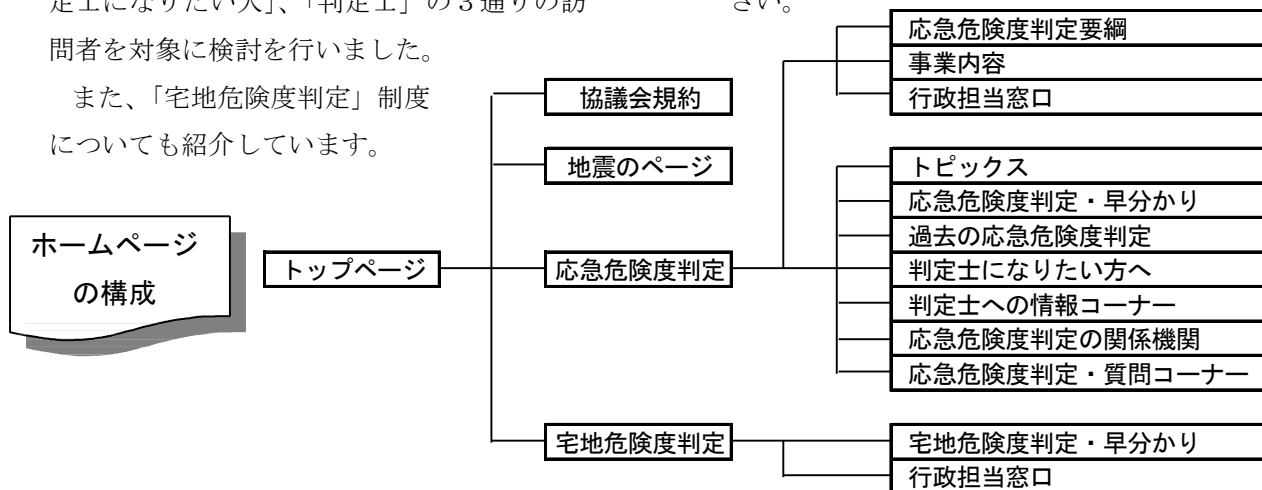 定士になりたい人」、「判定士」の３通りの訪
問者を対象に検討を行いました。
また、「宅地危険度判定」制度
についても紹介しています。
さい。
ホームページ
の構成
トップページ
協議会規約
地震のページ
応急危険度判定
宅地危険度判定
応急危険度判定要綱
事業内容
行政担当窓口
トピックス
応急危険度判定・早分かり
過去の応急危険度判定
判定士になりたい方へ
判定士への情報コーナー
応急危険度判定の関係機関
応急危険度判定・質問コーナー
宅地危険度判定・早分かり
行政担当窓口